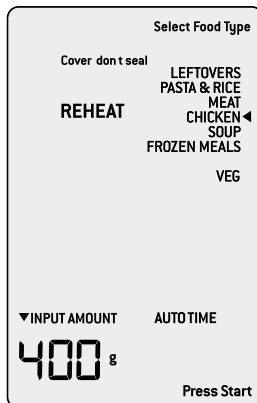 Select Food Type
Cover don t seal
LEFTOVERS
PASTA & RICE
MEAT
REHEAT
CHICKEN◀
SOUP
FROZEN MEALS
VEG
▼INPUT AMOUNT AUTO TIME
400 g
Press Start